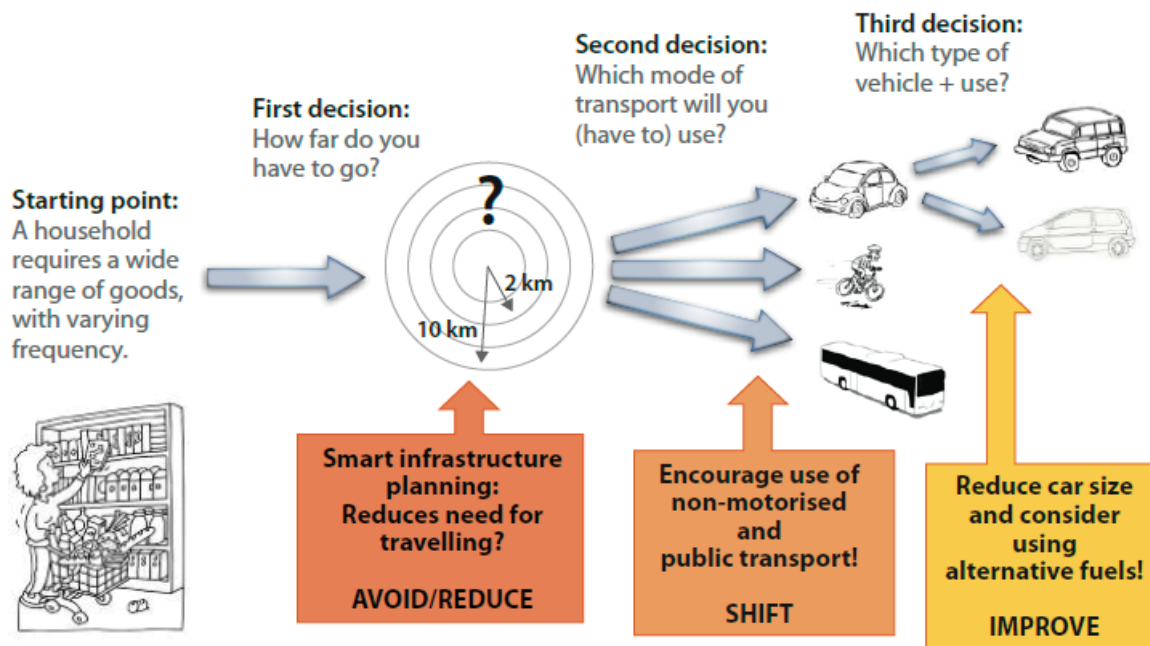 Starting point:
A household
requires a wide
range of goods,
with varying
frequency.
First decision:
How far do you
have to go?
?
2 km
10 km
Second decision:
Which mode of
transport will you
(have to) use?
Third decision:
Which type of
vehicle + use?
Smart infrastructure
planning:
Reduces need for
travelling?
AVOID/REDUCE
Encourage use of
non-motorised
and
public transport!
SHIFT
Reduce car size
and consider
using
alternative fuels!
IMPROVE